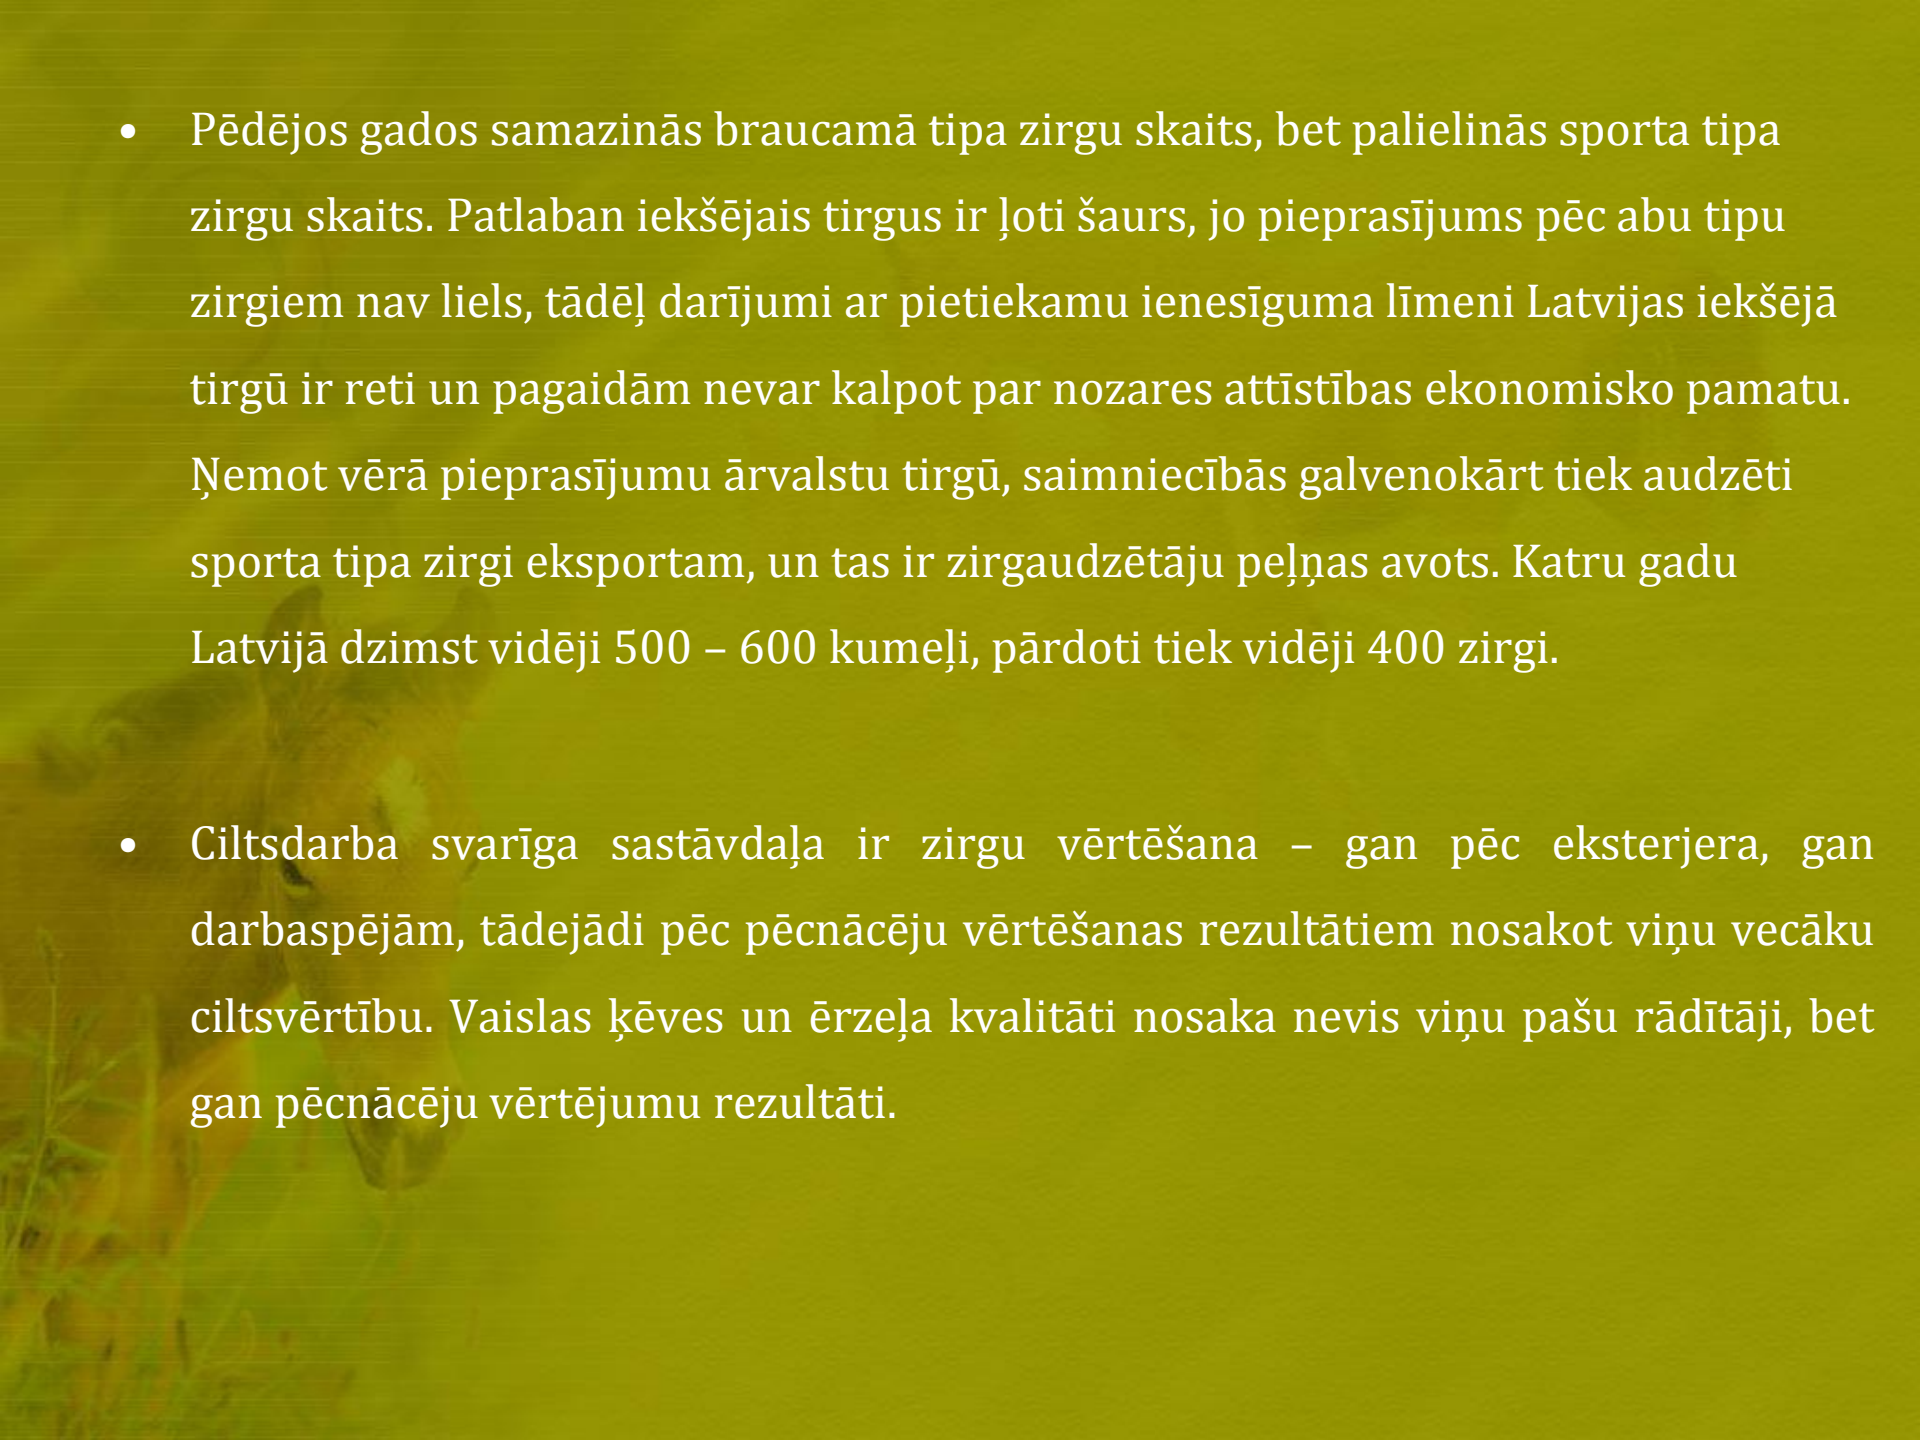 • Pēdējos gados samazinās braucamā tipa zirgu skaits, bet palielinās sporta tipa
zirgu skaits. Patlaban iekšējais tirgus ir ļoti šaurs, jo pieprasījums pēc abu tipu
zirgiem nav liels, tādēļ darījumi ar pietiekamu ienesīguma līmeni Latvijas iekšējā
tirgū ir reti un pagaidām nevar kalpot par nozares attīstības ekonomisko pamatu.
Ņemot vērā pieprasījumu ārvalstu tirgū, saimniecībās galvenokārt tiek audzēti
sporta tipa zirgi eksportam, un tas ir zirgaudzētāju peļņas avots. Katru gadu
Latvijā dzimst vidēji 500 – 600 kumeļi, pārdoti tiek vidēji 400 zirgi.
• Ciltsdarba svarīga sastāvdaļa ir zirgu vērtēšana – gan pēc eksterjera, gan
darbaspējām, tādejādi pēc pēcnācēju vērtēšanas rezultātiem nosakot viņu vecāku
ciltsvērtību. Vaislas ķēves un ērzeļa kvalitāti nosaka nevis viņu pašu rādītāji, bet
gan pēcnācēju vērtējumu rezultāti.